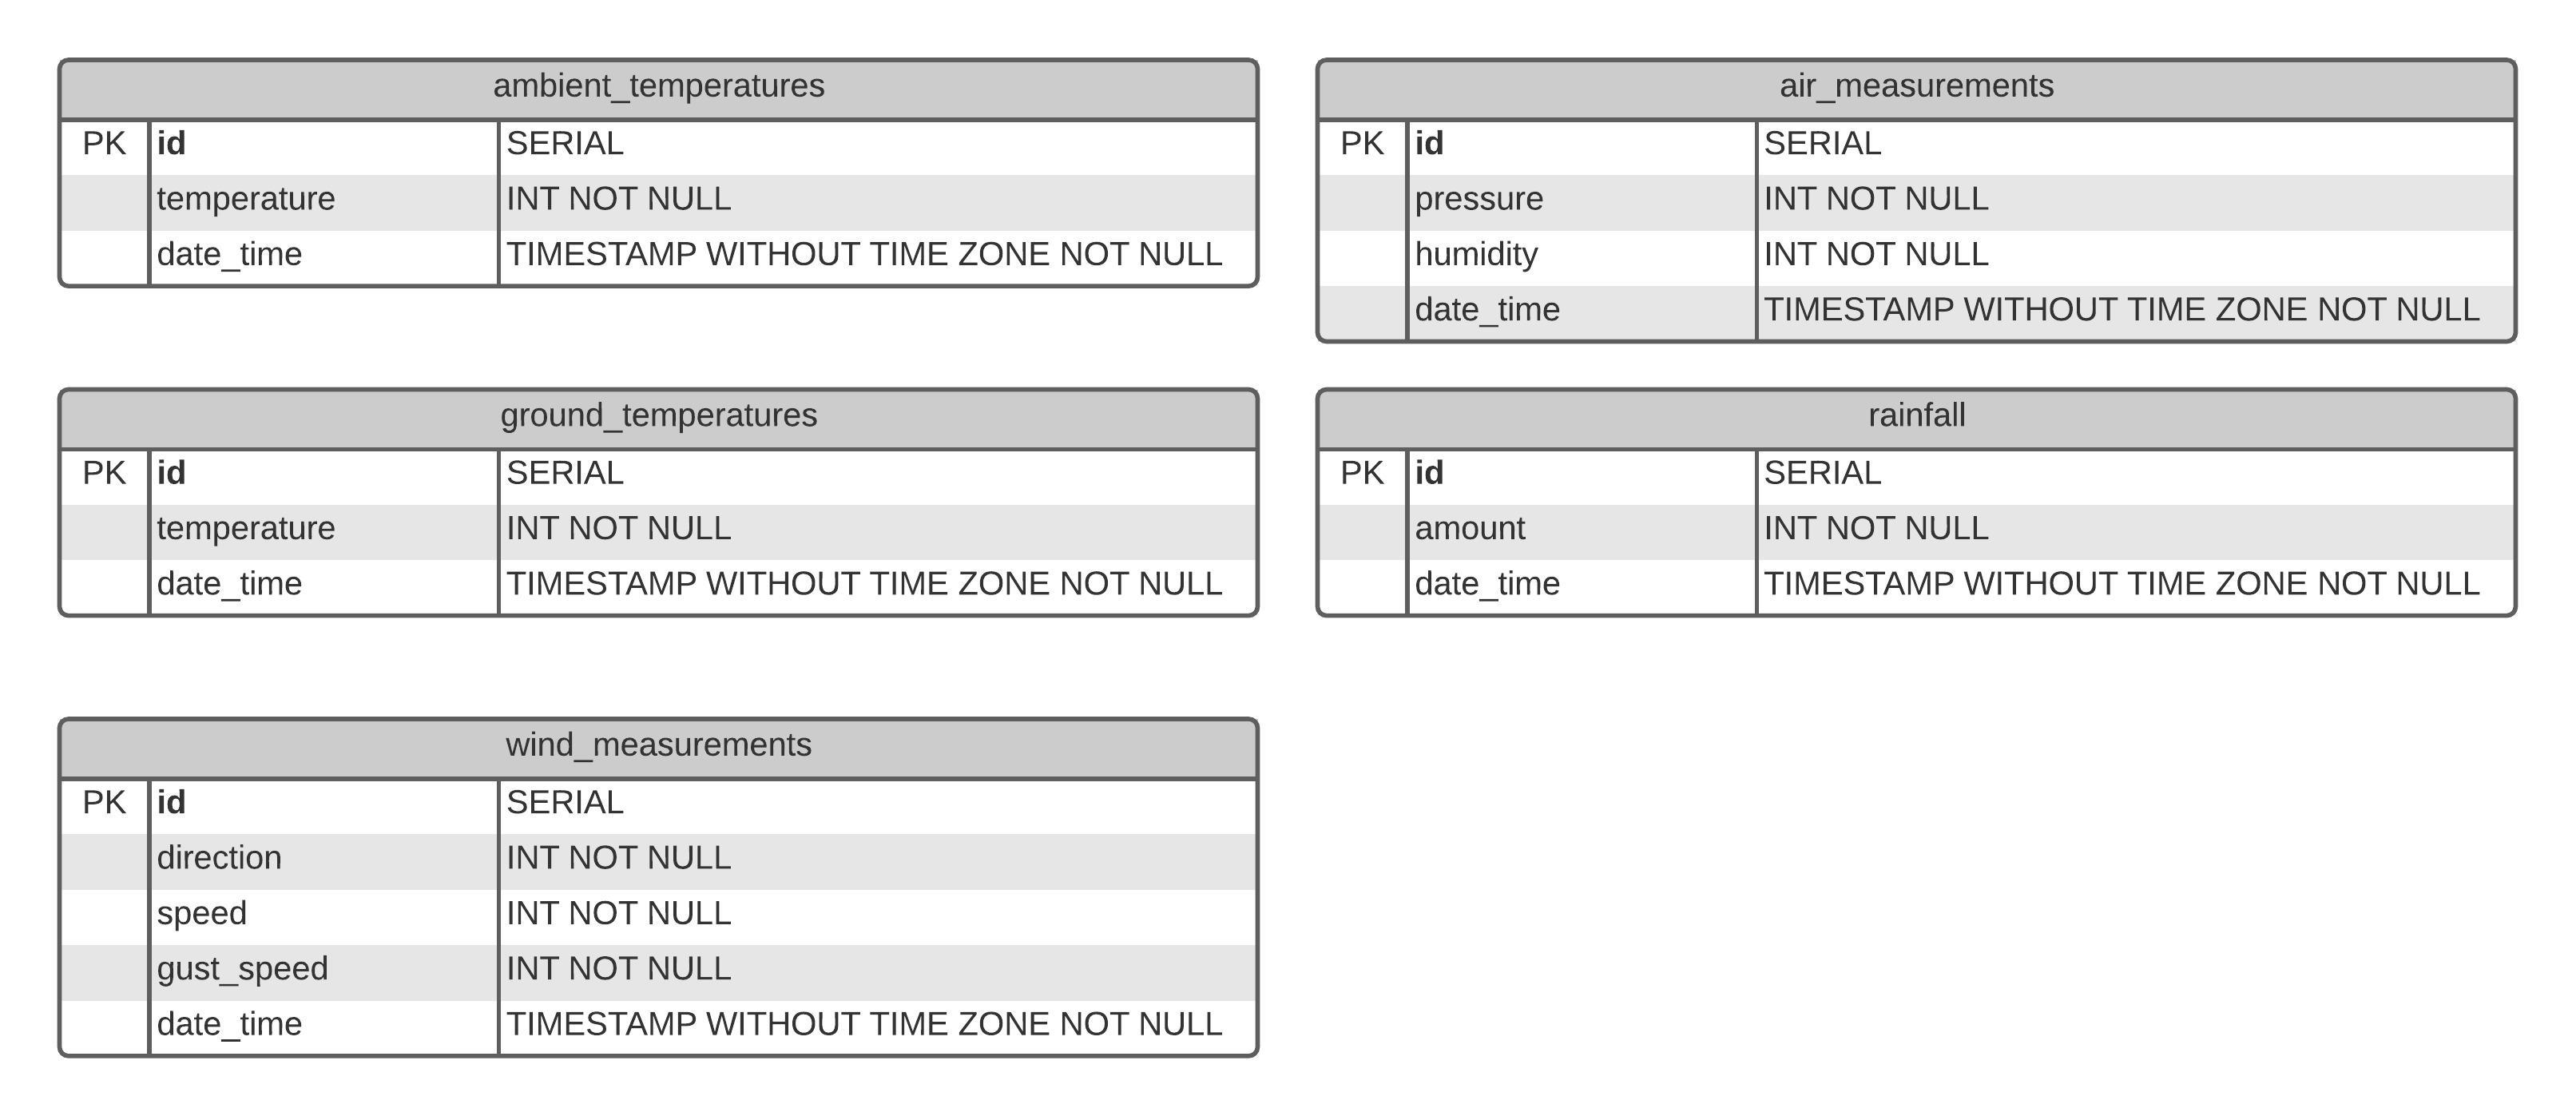 ambient_temperatures
PK id SERIAL
temperature INT NOT NULL
date_time TIMESTAMP WITHOUT TIME ZONE NOT NULL
air_measurements
PK id SERIAL
pressure INT NOT NULL
humidity INT NOT NULL
date_time TIMESTAMP WITHOUT TIME ZONE NOT NULL
ground_temperatures
PK id SERIAL
temperature INT NOT NULL
date_time TIMESTAMP WITHOUT TIME ZONE NOT NULL
rainfall
PK id SERIAL
amount INT NOT NULL
date_time TIMESTAMP WITHOUT TIME ZONE NOT NULL
wind_measurements
PK id SERIAL
direction INT NOT NULL
speed INT NOT NULL
gust_speed INT NOT NULL
date_time TIMESTAMP WITHOUT TIME ZONE NOT NULL